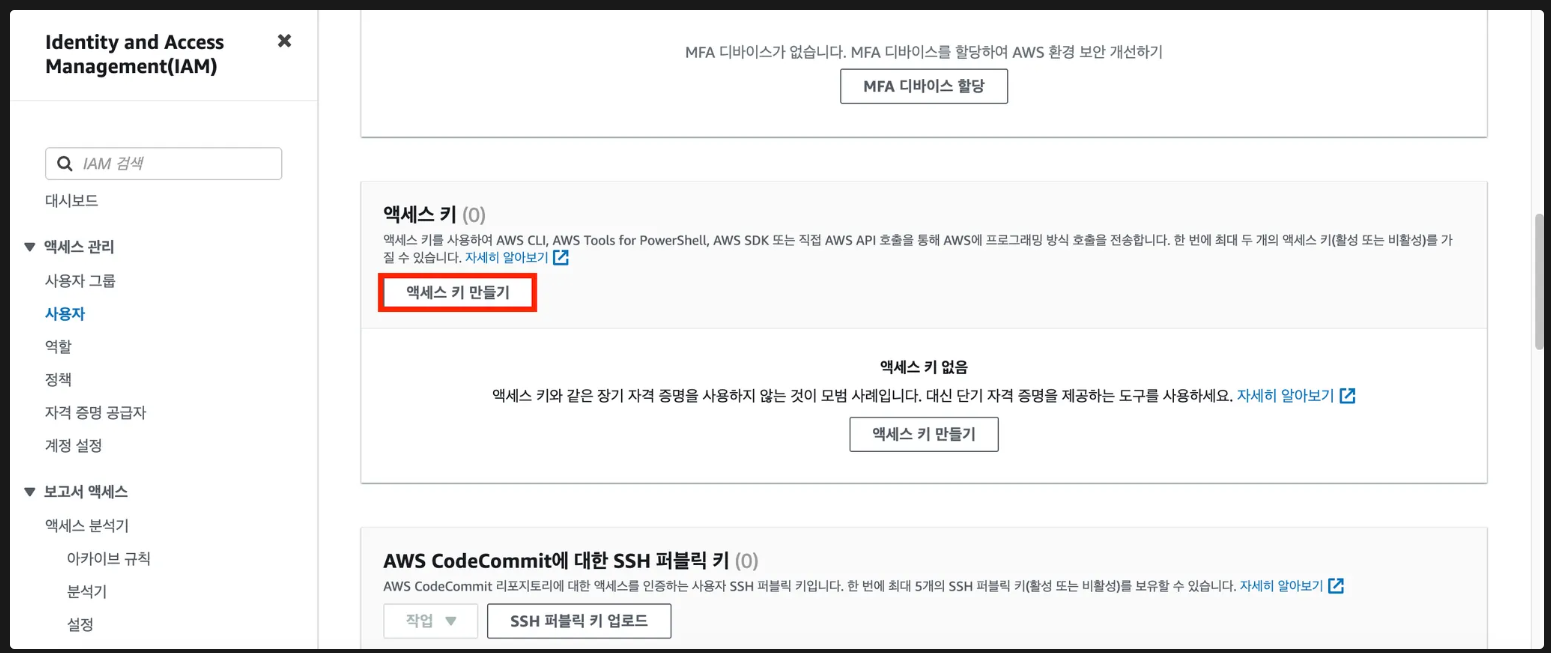 Identity and Access
Management(IAM)
IAM 검색
대시보드
액세스 관리
사용자 그룹
사용자
역할
정책
자격 증명 공급자
계정 설정
보고서 액세스
액세스 분석기
아카이브 규칙
분석기
설정
MFA 디바이스가 없습니다. MFA 디바이스를 할당하여 AWS 환경 보안 개선하기
MFA 디바이스 할당
액세스 키 (0)
액세스 키를 사용하여 AWS CLI, AWS Tools for PowerShell, AWS SDK 또는 직접 AWS API 호출을 통해 AWS에 프로그래밍 방식 호출을 전송합니다. 한 번에 최대 두 개의 액세스 키(활성 또는 비활성)를 가
질 수 있습니다. 자세히 알아보기
액세스 키 만들기
액세스 키 없음
액세스 키와 같은 장기 자격 증명을 사용하지 않는 것이 모범 사례입니다. 대신 단기 자격 증명을 제공하는 도구를 사용하세요. 자세히 알아보기
액세스 키 만들기
AWS CodeCommit에 대한 SSH 퍼블릭 키 (0)
AWS CodeCommit 리포지토리에 대한 액세스를 인증하는 사용자 SSH 퍼블릭 키입니다. 한 번에 최대 5개의 SSH 퍼블릭 키(활성 또는 비활성)를 보유할 수 있습니다. 자세히 알아보기
작업
SSH 퍼블릭 키 업로드